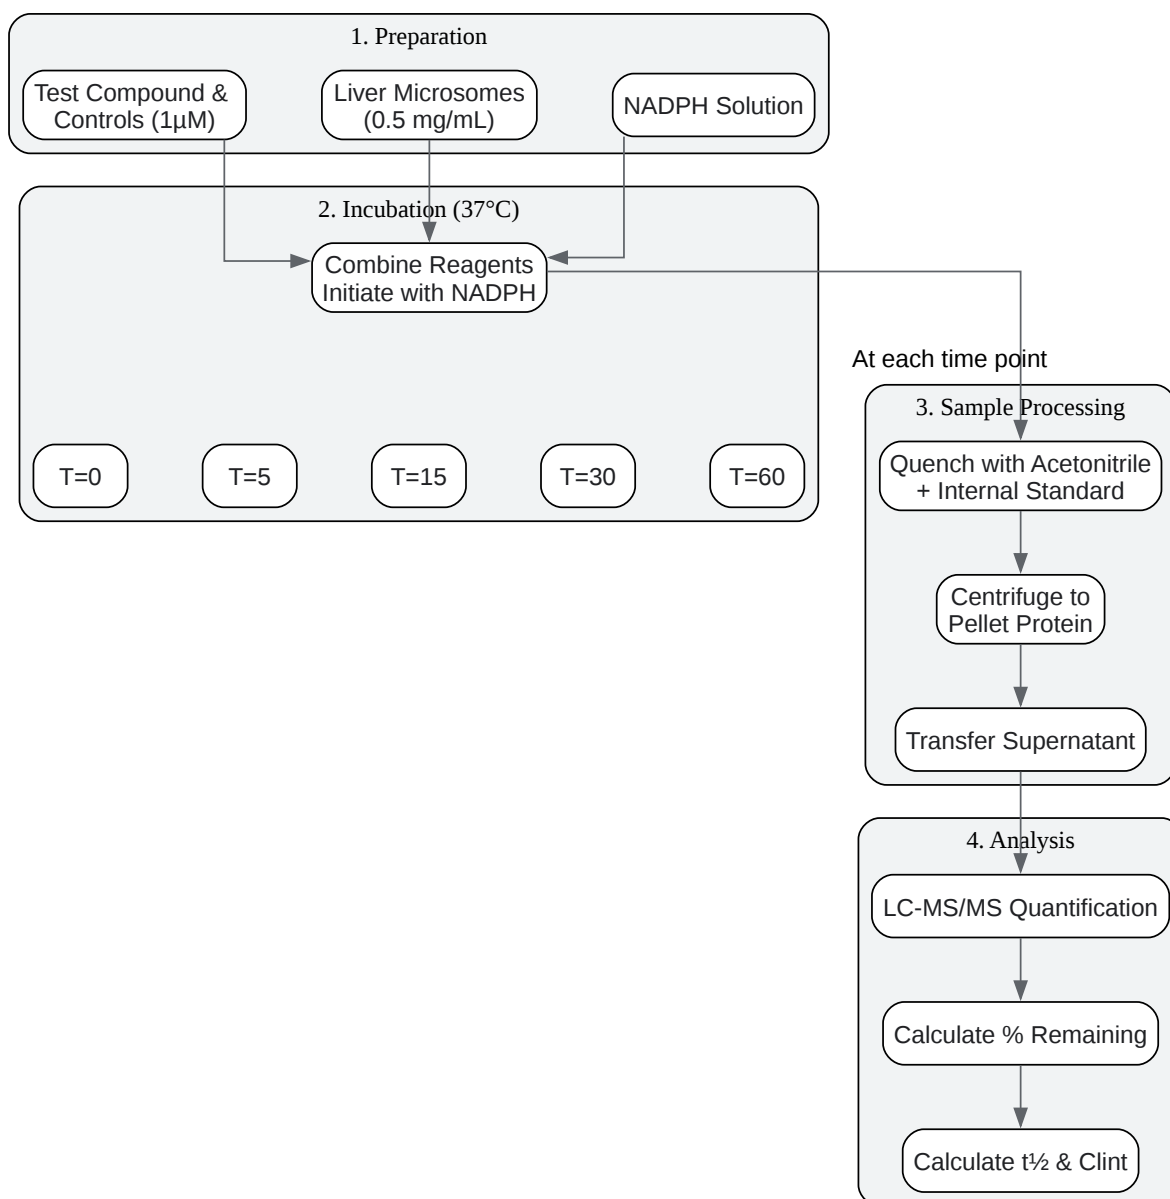 1. Preparation
Test Compound &
Controls (1µM)
Liver Microsomes
(0.5 mg/mL)
NADPH Solution
2. Incubation (37°C)
Combine Reagents
Initiate with NADPH
T=0
T=5
T=15
T=30
T=60
At each time point
3. Sample Processing
Quench with Acetonitrile
+ Internal Standard
Centrifuge to
Pellet Protein
Transfer Supernatant
4. Analysis
LC-MS/MS Quantification
Calculate % Remaining
Calculate t½ & Clint